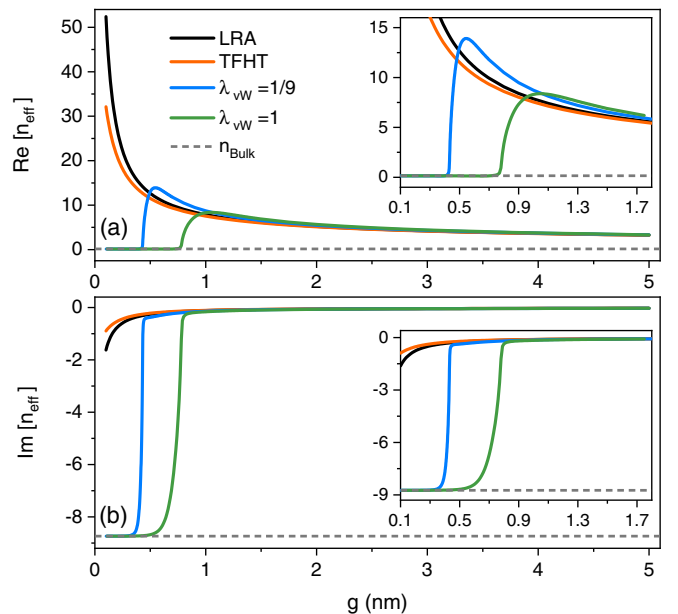 50
40
30
20
10
0
Re [n_eff]
LRA
TFHT
λ_vW =1/9
λ_vW =1
n_Bulk
(a)
15
10
5
0
0.1 0.5 0.9 1.3 1.7
0 1 2 3 4 5
0
-2
-4
-6
-8
Im [n_eff]
(b)
0
-3
-6
-9
0.1 0.5 0.9 1.3 1.7
0 1 2 3 4 5
g (nm)